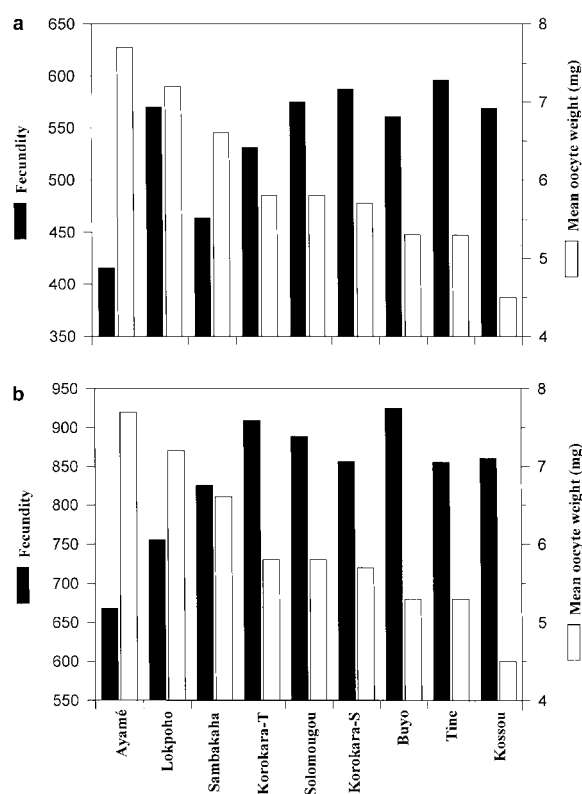 a
650
600
550
500
450
400
350
Fecundity
8
7
6
5
4
Mean oocyte weight (mg)
b
950
900
850
800
750
700
650
600
550
Fecundity
8
7
6
5
4
Mean oocyte weight (mg)
Ayamé
Lokpoho
Sambakaha
Korokara-T
Solomougou
Korokara-S
Buyo
Tine
Kossou